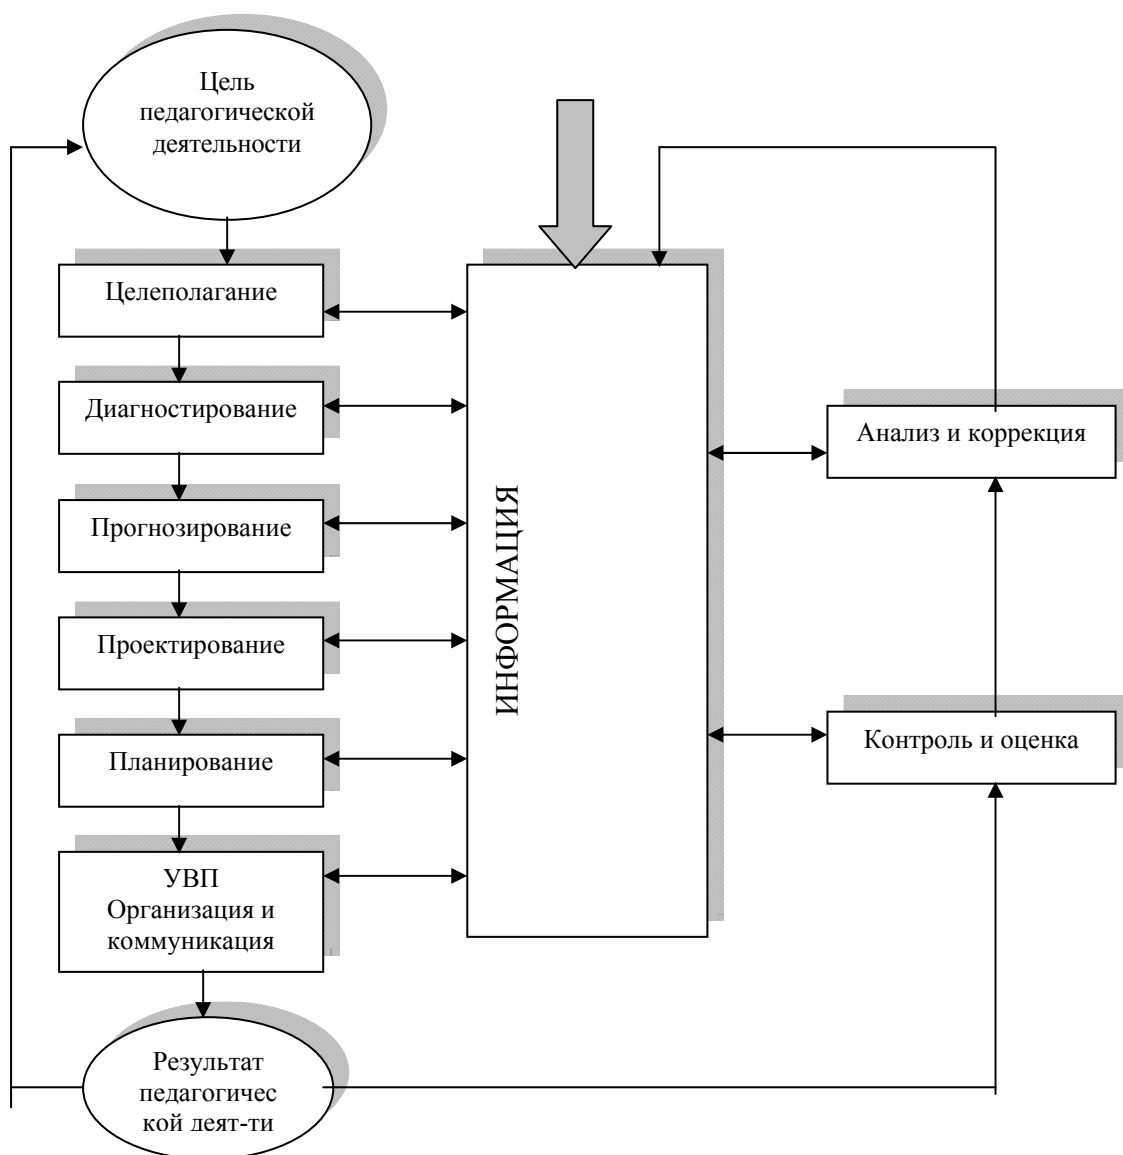 Цель
педагогической
деятельности
Целеполагание
Диагностирование
Прогнозирование
Проектирование
Планирование
УВП
Организация и
коммуникация
Результат
педагогичес
кой деят-ти
ИНФОРМАЦИЯ
Анализ и коррекция
Контроль и оценка